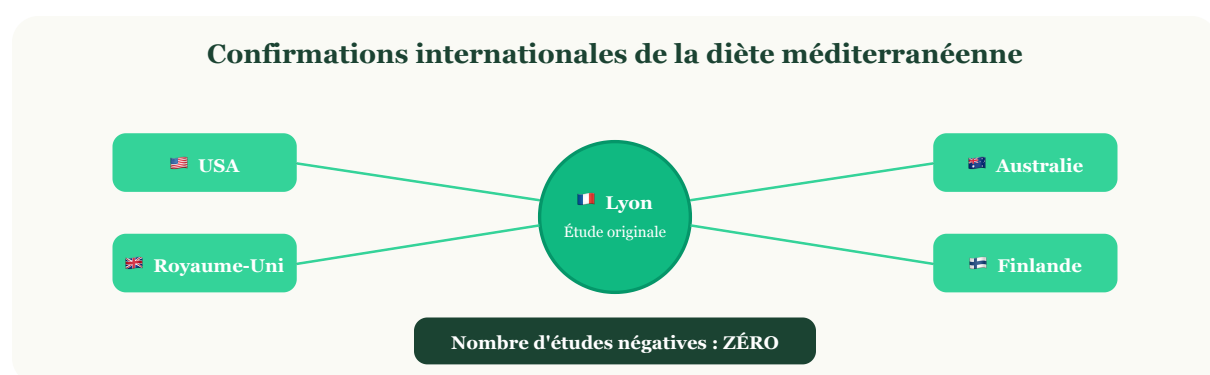 Confirmations internationales de la diète méditerranéenne
USA
Australie
Lyon
Étude originale
Royaume-Uni
Finlande
Nombre d'études négatives : ZÉRO